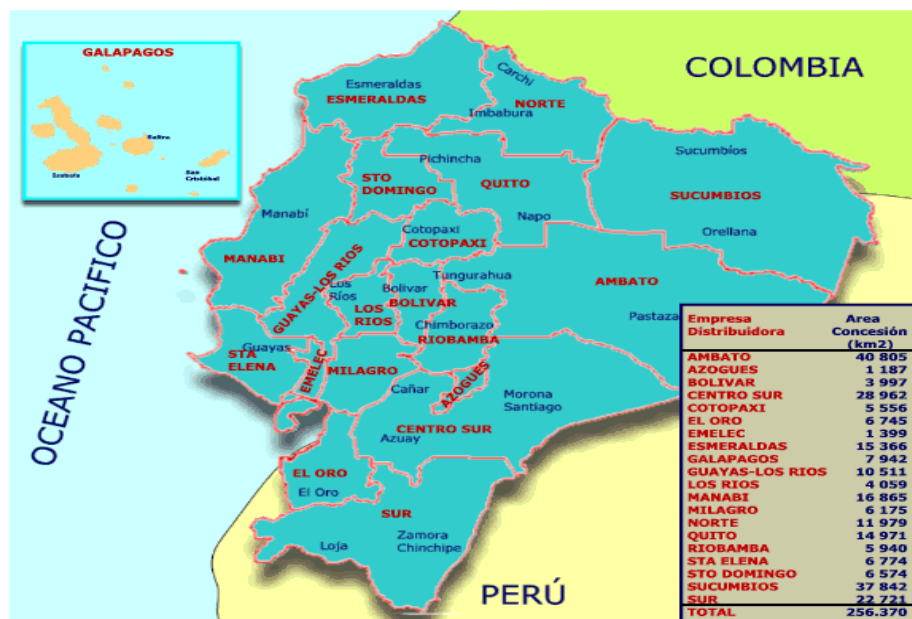 GALAPAGOS
Baltra
Isabela
San
Cristóbal
COLOMBIA
OCEANO PACIFICO
PERÚ
Esmeraldas
ESMERALDAS
Carchi
NORTE
Imbabura
Pichincha
STO
DOMINGO
QUITO
Napo
Sucumbíos
SUCUMBIOS
Orellana
Manabí
MANABI
Cotopaxi
COTOPAXI
GUAYAS-LOS RIOS
Los
Ríos
LOS
RIOS
Bolivar
BOLIVAR
Tungurahua
AMBATO
Pastaza
Chimborazo
RIOBAMBA
Guayas
STA
ELENA
EMELEC
MILAGRO
Cañar
AZOGUES
Morona
Santiago
CENTRO SUR
Azuay
EL ORO
El Oro
SUR
Loja
Zamora
Chinchipe
Empresa Area
Distribuidora Concesión
(km2)
AMBATO 40 805
AZOGUES 1 187
BOLIVAR 3 997
CENTRO SUR 28 962
COTOPAXI 5 556
EL ORO 6 745
EMELEC 1 399
ESMERALDAS 15 366
GALAPAGOS 7 942
GUAYAS-LOS RIOS 10 511
LOS RIOS 4 059
MANABI 16 865
MILAGRO 6 175
NORTE 11 979
QUITO 14 971
RIOBAMBA 5 940
STA ELENA 6 774
STO DOMINGO 6 574
SUCUMBIOS 37 842
SUR 22 721
TOTAL 256.370